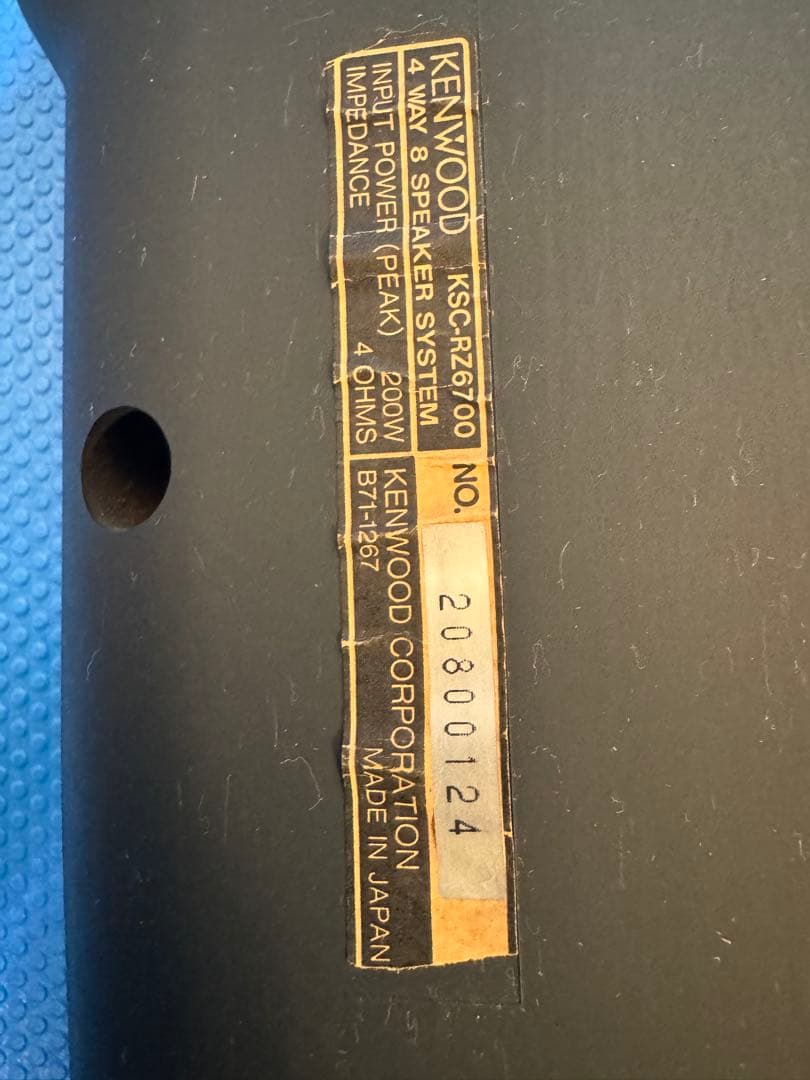 KENWOOD KSC-RZ6700
4 WAY 8 SPEAKER SYSTEM
INPUT POWER (PEAK) 200W
IMPEDANCE 4 OHMS
NO. 20800124
KENWOOD CORPORATION
B71-1267 MADE IN JAPAN